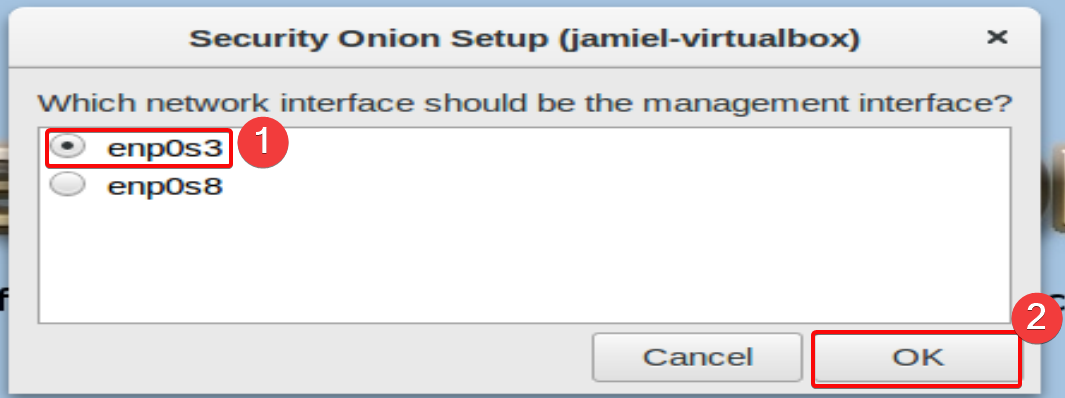 Security Onion Setup (jamiel-virtualbox)
Which network interface should be the management interface?
enp0s3 1
enp0s8
2
Cancel OK